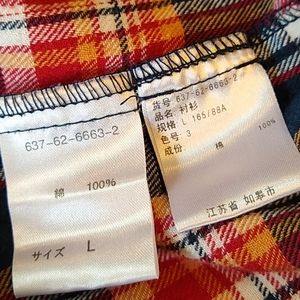 637-62-6663-2
綿 100%
サイズ L
货号 637-62-6663-2
品名: 衬衫
规格: L 165/88A
色号: 3
成份
棉 100%
江苏省 如皋市